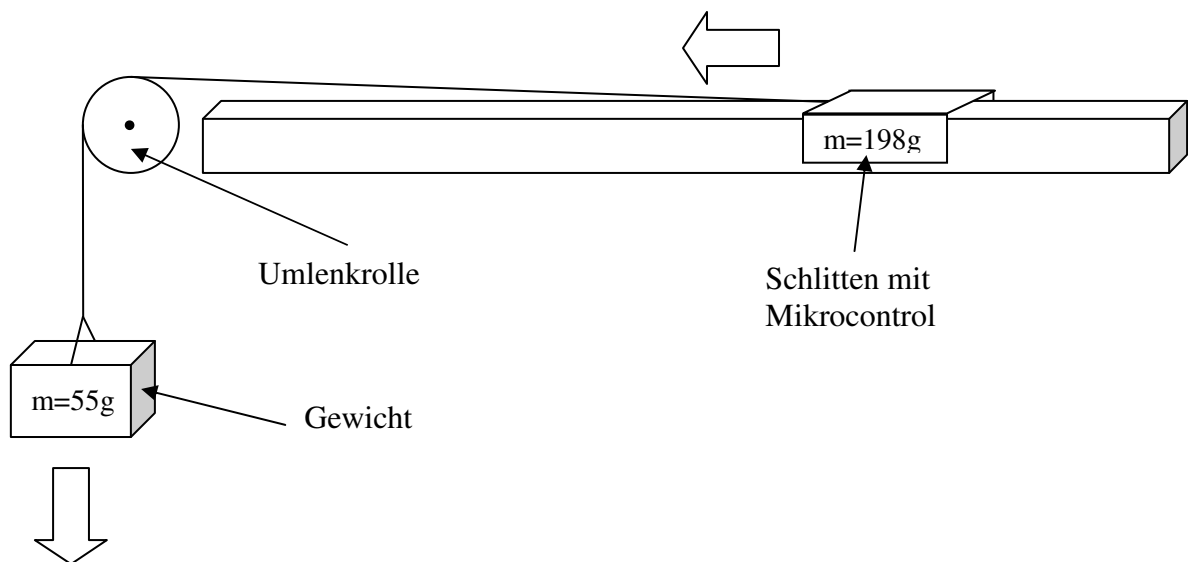 m=198g
Umlenkrolle
Schlitten mit
Mikrocontrol
m=55g
Gewicht